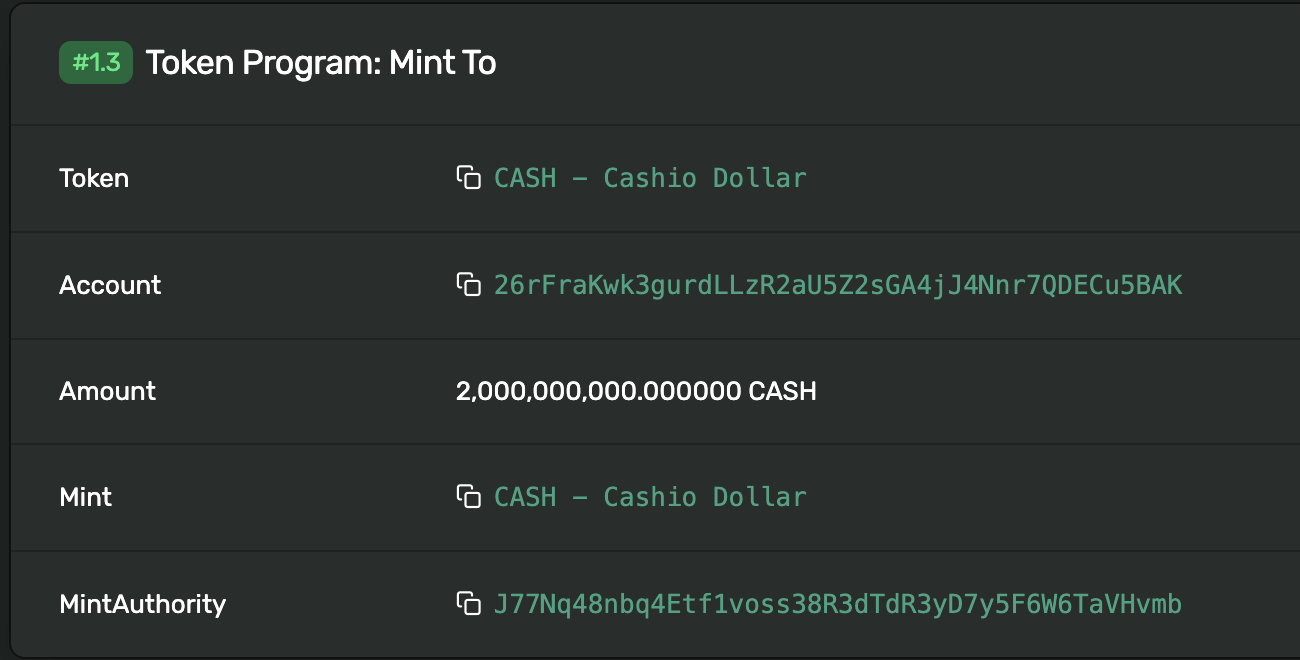 #1.3 Token Program: Mint To
Token CASH - Cashio Dollar
Account 26rFraKwk3gurdLLzR2aU5Z2sGA4jJ4Nnr7QDECu5BAK
Amount 2,000,000,000.000000 CASH
Mint CASH - Cashio Dollar
MintAuthority J77Nq48nbq4Etf1voss38R3dTdR3yD7y5F6W6TaVHvmb